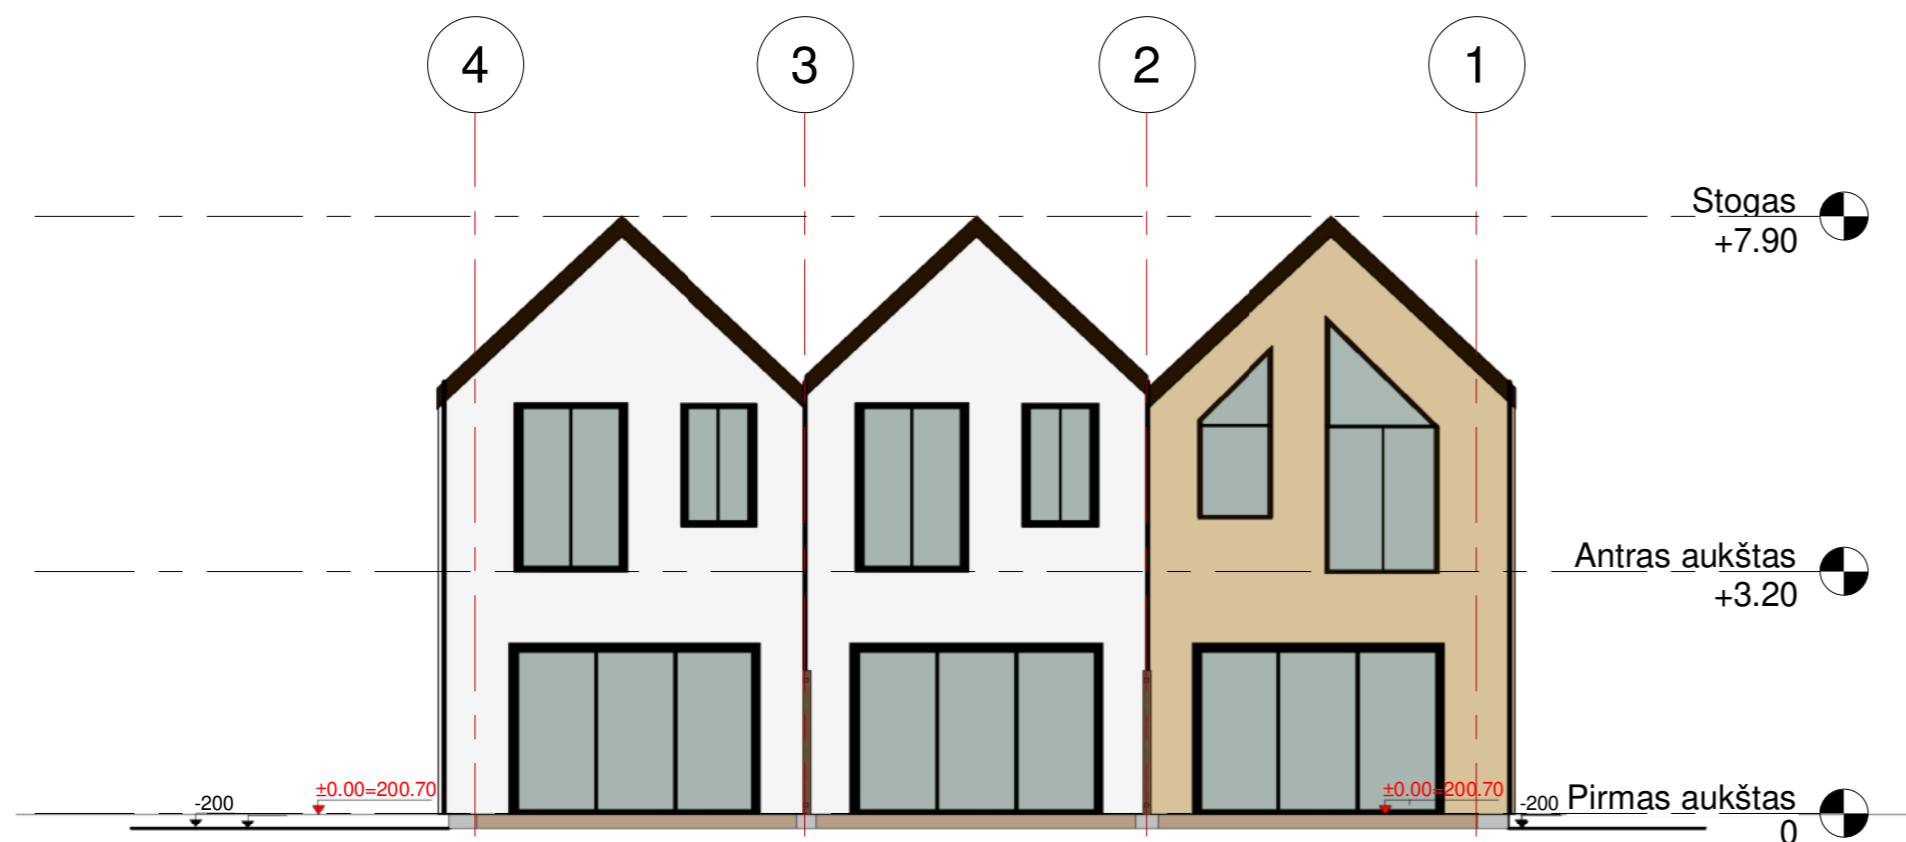 4 3 2 1
Stogas
+7.90
Antras aukštas
+3.20
±0.00=200.70
±0.00=200.70
-200
-200
Pirmas aukštas
0